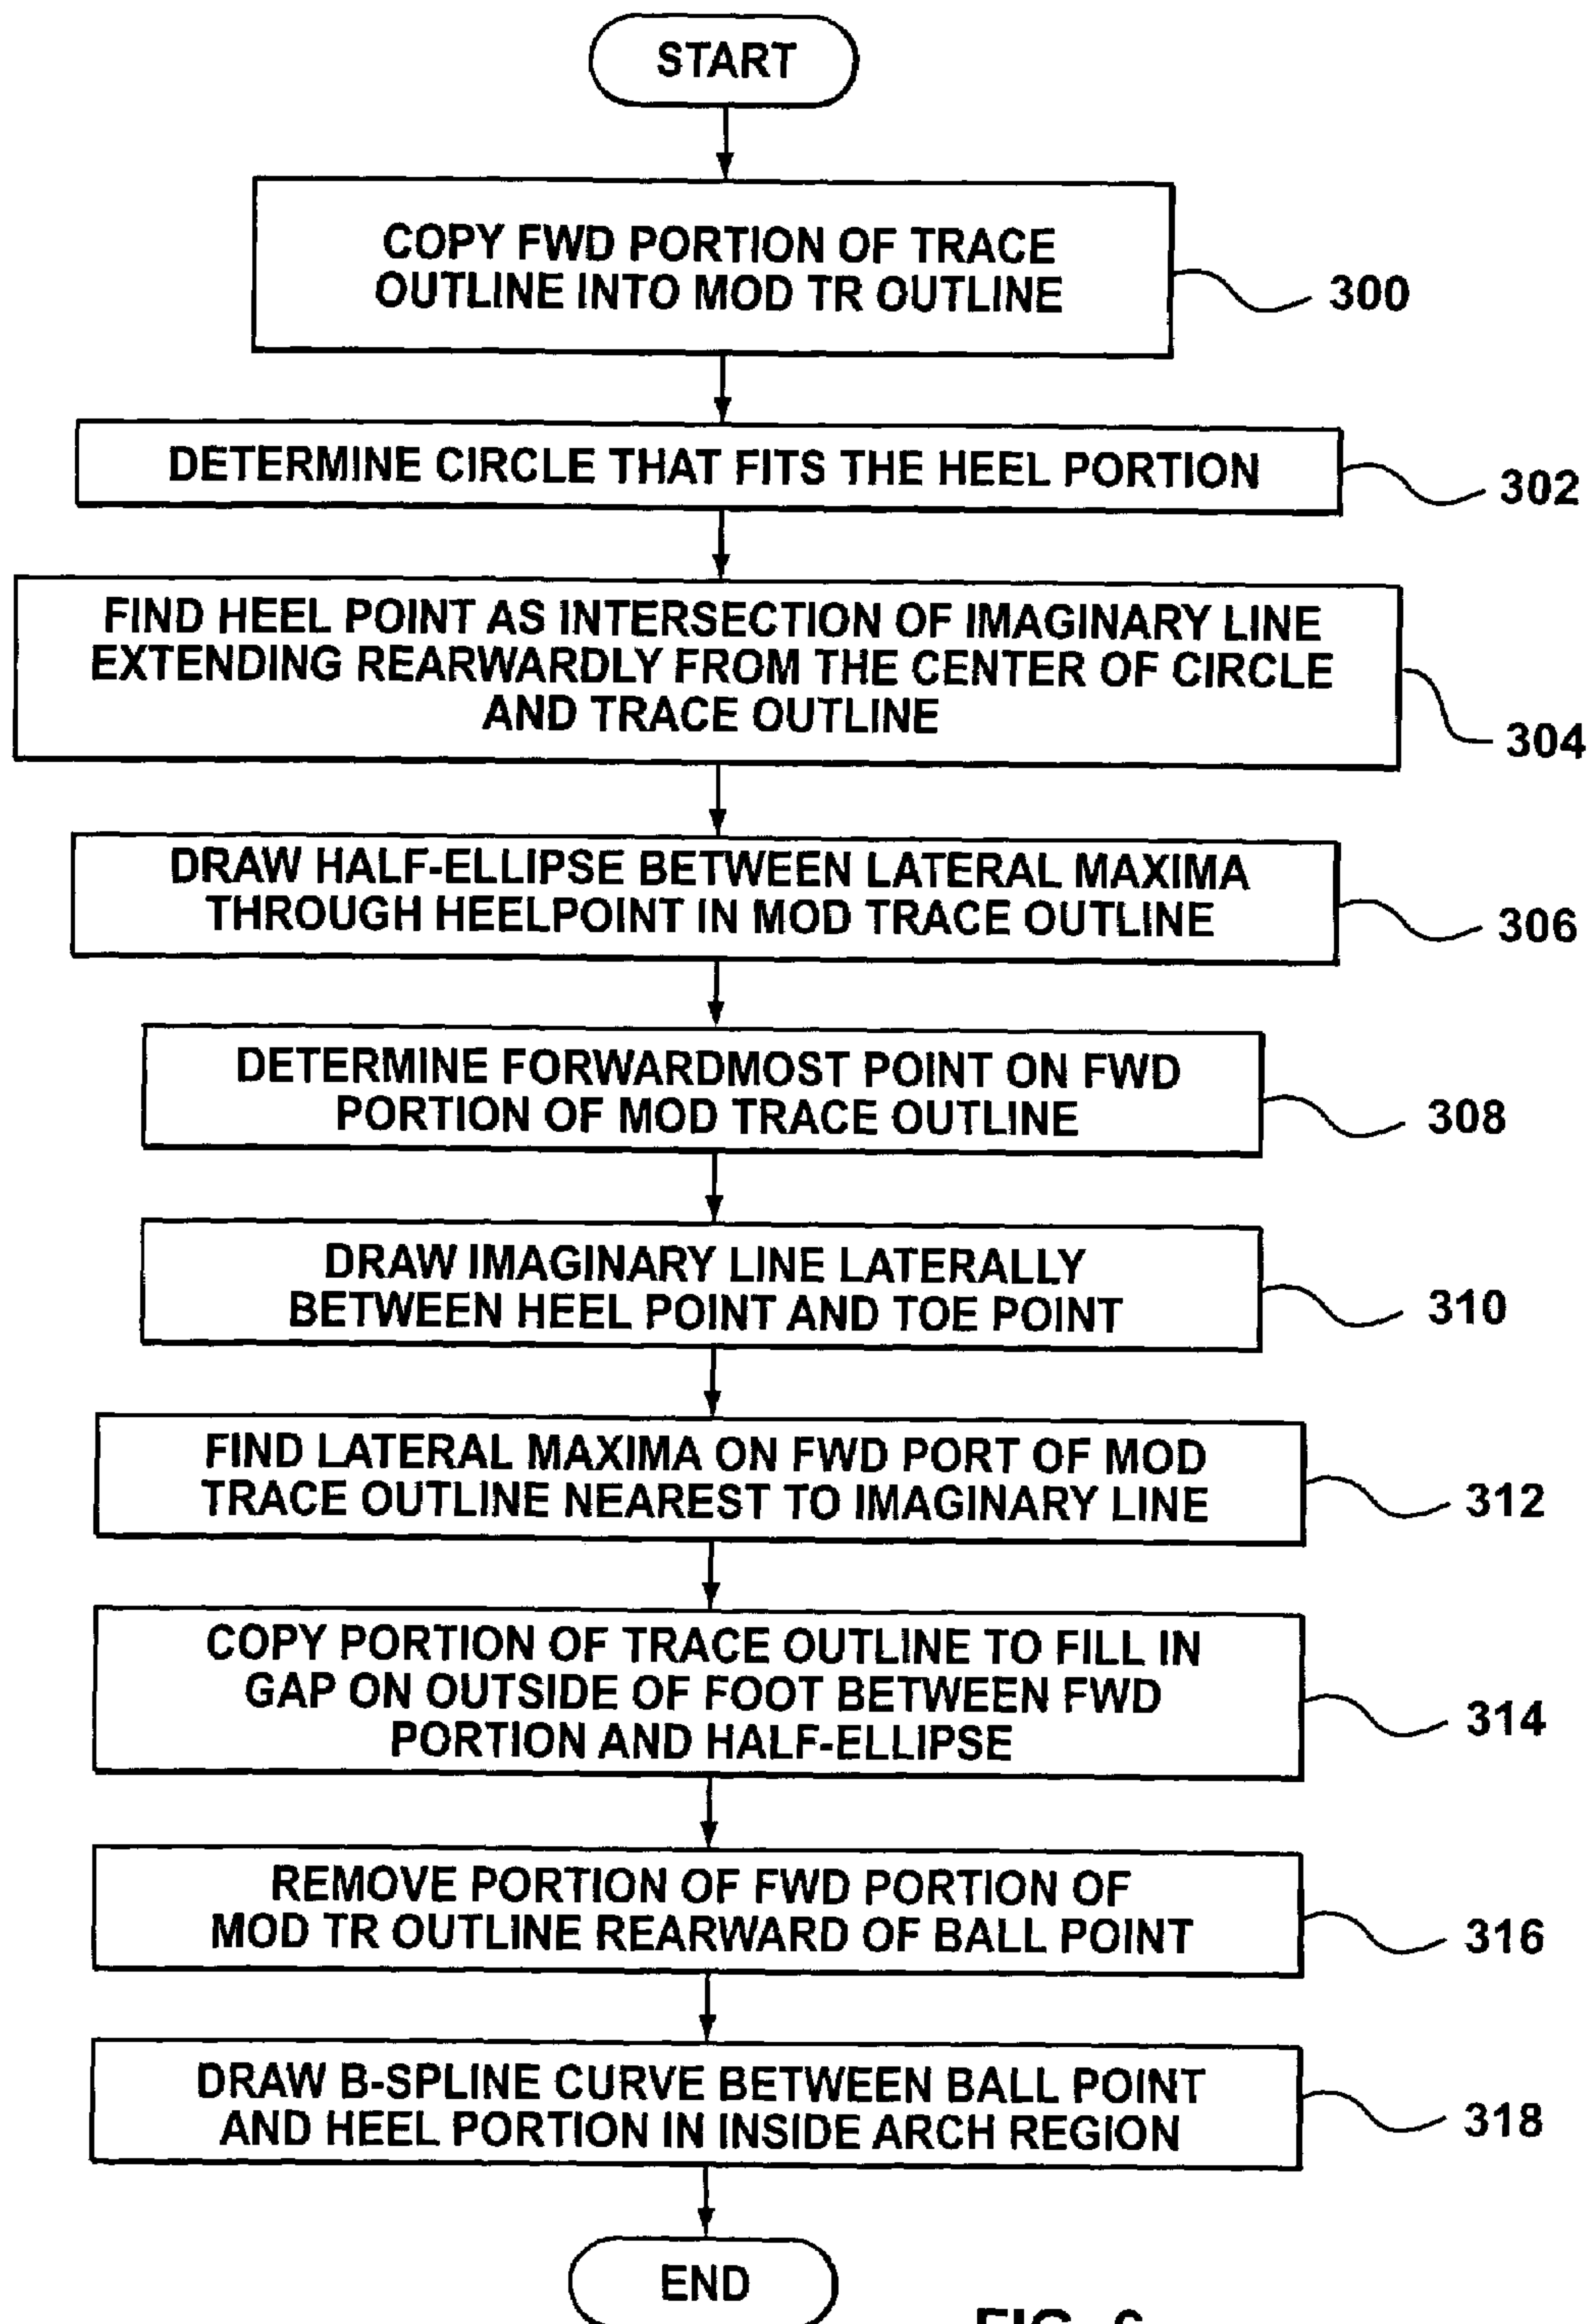 START
COPY FWD PORTION OF TRACE
OUTLINE INTO MOD TR OUTLINE
300
DETERMINE CIRCLE THAT FITS THE HEEL PORTION
302
FIND HEEL POINT AS INTERSECTION OF IMAGINARY LINE
EXTENDING REARWARDLY FROM THE CENTER OF CIRCLE
AND TRACE OUTLINE
304
DRAW HALF-ELLIPSE BETWEEN LATERAL MAXIMA
THROUGH HEELPOINT IN MOD TRACE OUTLINE
306
DETERMINE FORWARDMOST POINT ON FWD
PORTION OF MOD TRACE OUTLINE
308
DRAW IMAGINARY LINE LATERALLY
BETWEEN HEEL POINT AND TOE POINT
310
FIND LATERAL MAXIMA ON FWD PORT OF MOD
TRACE OUTLINE NEAREST TO IMAGINARY LINE
312
COPY PORTION OF TRACE OUTLINE TO FILL IN
GAP ON OUTSIDE OF FOOT BETWEEN FWD
PORTION AND HALF-ELLIPSE
314
REMOVE PORTION OF FWD PORTION OF
MOD TR OUTLINE REARWARD OF BALL POINT
316
DRAW B-SPLINE CURVE BETWEEN BALL POINT
AND HEEL PORTION IN INSIDE ARCH REGION
318
END